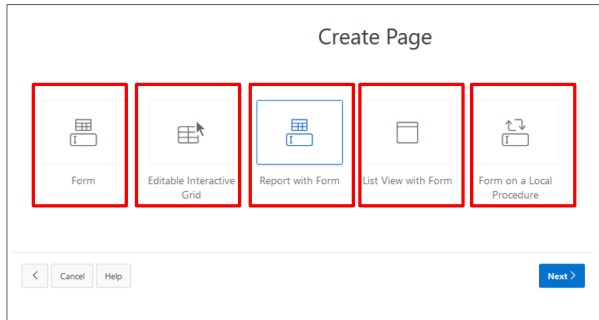 Create Page
Form
Editable Interactive
Grid
Report with Form
List View with Form
Form on a Local
Procedure
< Cancel Help
Next >